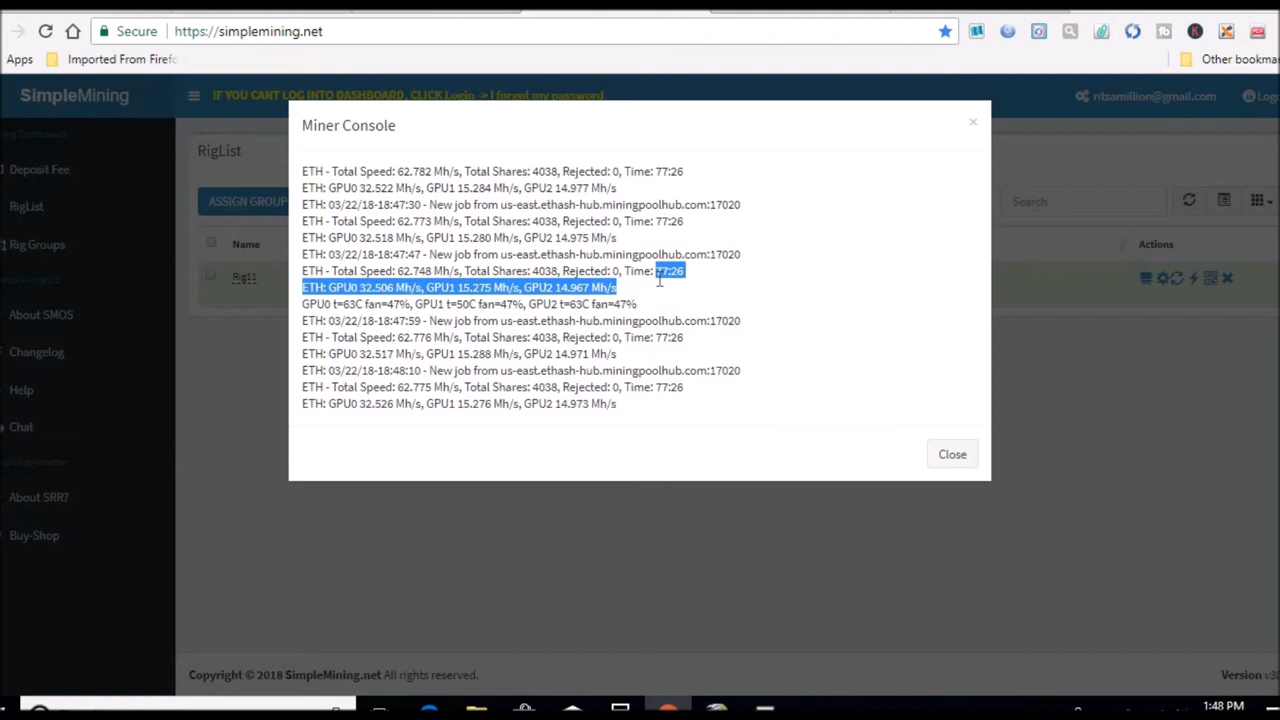 Secure
https://simplemining.net
Apps
Imported From Firefo
Other bookma
SimpleMining
IF YOU CANT LOG INTO DASHBOARD, CLICK Login -> I forgot my password
ritsamillion@gmail.com
Logo
Miner Console
×
RigList
ETH - Total Speed: 62.782 Mh/s, Total Shares: 4038, Rejected: 0, Time: 77:26
ETH: GPU0 32.522 Mh/s, GPU1 15.284 Mh/s, GPU2 14.977 Mh/s
ETH: 03/22/18-18:47:30 - New job from us-east.ethash-hub.miningpoolhub.com:17020
ETH - Total Speed: 62.773 Mh/s, Total Shares: 4038, Rejected: 0, Time: 77:26
ETH: GPU0 32.518 Mh/s, GPU1 15.280 Mh/s, GPU2 14.975 Mh/s
ETH: 03/22/18-18:47:47 - New job from us-east.ethash-hub.miningpoolhub.com:17020
ETH - Total Speed: 62.748 Mh/s, Total Shares: 4038, Rejected: 0, Time: 77:26
ETH: GPU0 32.506 Mh/s, GPU1 15.275 Mh/s, GPU2 14.967 Mh/s
GPU0 t=63C fan=47%, GPU1 t=50C fan=47%, GPU2 t=63C fan=47%
ETH: 03/22/18-18:47:59 - New job from us-east.ethash-hub.miningpoolhub.com:17020
ETH - Total Speed: 62.776 Mh/s, Total Shares: 4038, Rejected: 0, Time: 77:26
ETH: GPU0 32.517 Mh/s, GPU1 15.288 Mh/s, GPU2 14.971 Mh/s
ETH: 03/22/18-18:48:10 - New job from us-east.ethash-hub.miningpoolhub.com:17020
ETH - Total Speed: 62.775 Mh/s, Total Shares: 4038, Rejected: 0, Time: 77:26
ETH: GPU0 32.526 Mh/s, GPU1 15.276 Mh/s, GPU2 14.973 Mh/s
Close
Deposit Fee
RigList
Rig Groups
About SMOS
Changelog
Help
Chat
About SRR?
Buy-Shop
ASSIGN GROUP
Search
Name
Actions
Rig11
Copyright © 2018 SimpleMining.net All rights reserved.
Version
1:48 PM